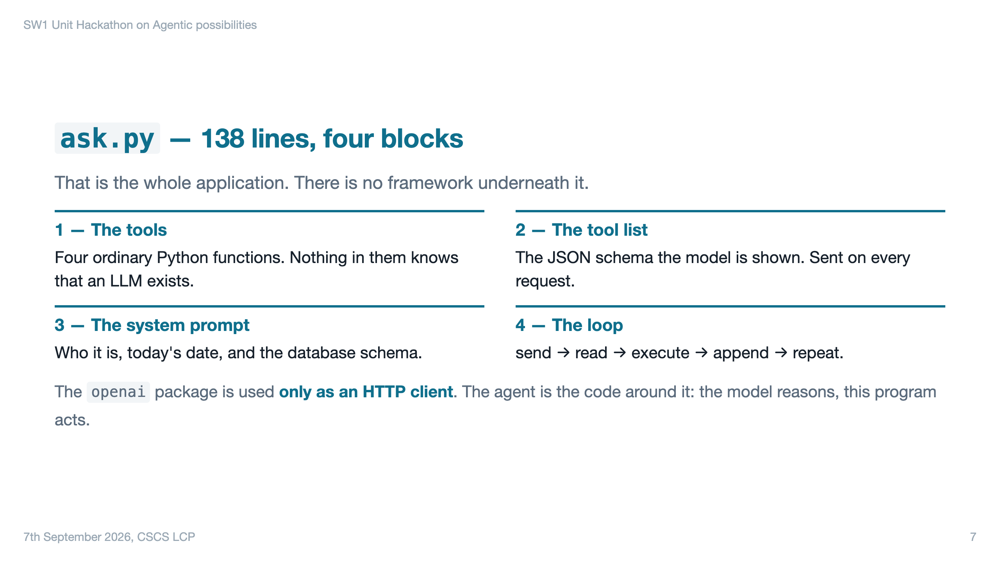 SW1 Unit Hackathon on Agentic possibilities
ask.py — 138 lines, four blocks
That is the whole application. There is no framework underneath it.
1 — The tools
Four ordinary Python functions. Nothing in them knows
that an LLM exists.
2 — The tool list
The JSON schema the model is shown. Sent on every
request.
3 — The system prompt
Who it is, today's date, and the database schema.
4 — The loop
send → read → execute → append → repeat.
The openai package is used only as an HTTP client. The agent is the code around it: the model reasons, this program
acts.
7th September 2026, CSCS LCP
7